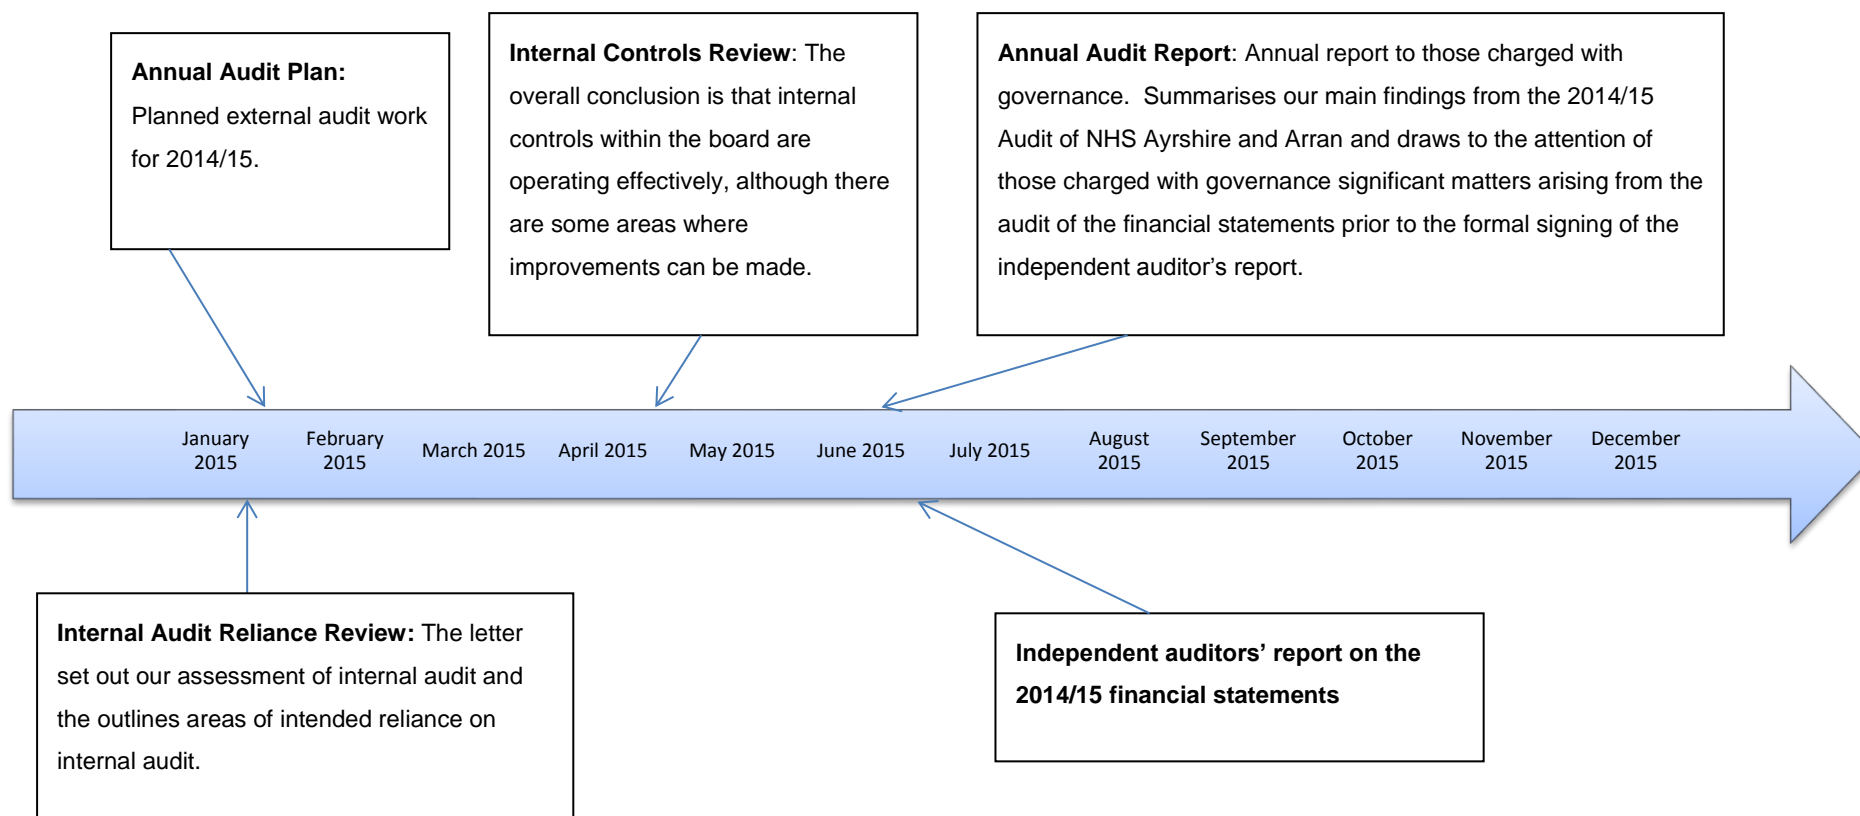 Annual Audit Plan:
Planned external audit work
for 2014/15.
Internal Controls Review: The
overall conclusion is that internal
controls within the board are
operating effectively, although there
are some areas where
improvements can be made.
Annual Audit Report: Annual report to those charged with
governance.  Summarises our main findings from the 2014/15
Audit of NHS Ayrshire and Arran and draws to the attention of
those charged with governance significant matters arising from the
audit of the financial statements prior to the formal signing of the
independent auditor’s report.
January
2015
February
2015
March 2015
April 2015
May 2015
June 2015
July 2015
August
2015
September
2015
October
2015
November
2015
December
2015
Internal Audit Reliance Review: The letter
set out our assessment of internal audit and
the outlines areas of intended reliance on
internal audit.
Independent auditors’ report on the
2014/15 financial statements